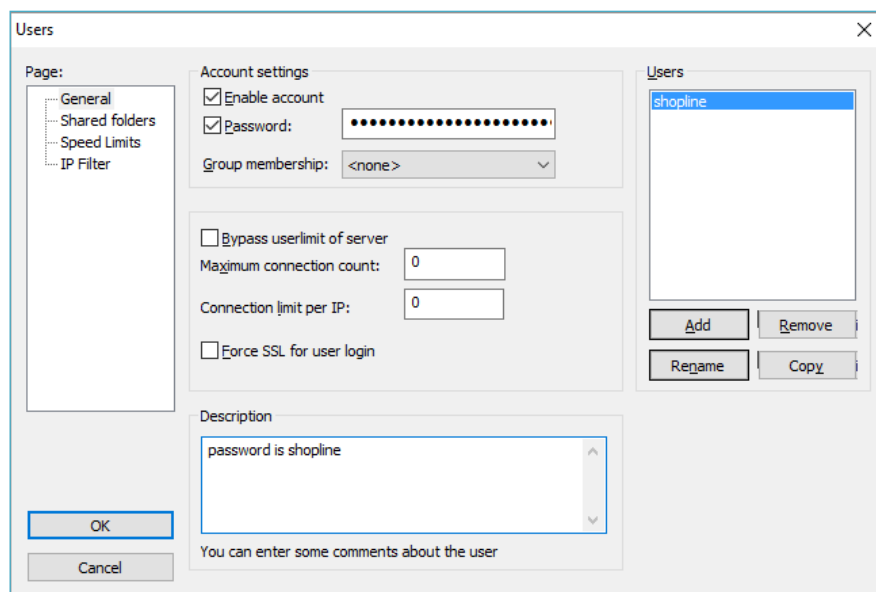 Users
Page:
General
Shared folders
Speed Limits
IP Filter
Account settings
Enable account
Password:
Group membership: <none>
Bypass userlimit of server
Maximum connection count: 0
Connection limit per IP: 0
Force SSL for user login
Description
password is shopline
You can enter some comments about the user
Users
shopline
Add Remove
Rename Copy
OK
Cancel